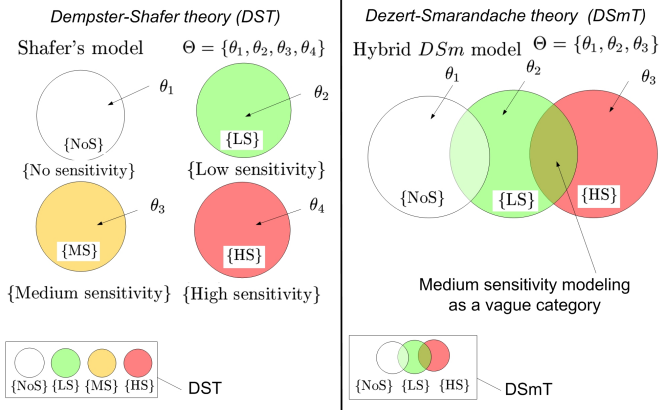 Dempster-Shafer theory (DST)
Shafer's model Θ = {θ₁, θ₂, θ₃, θ₄}
θ₁
{NoS}
{No sensitivity}
θ₂
{LS}
{Low sensitivity}
θ₃
{MS}
{Medium sensitivity}
θ₄
{HS}
{High sensitivity}
{NoS} {LS} {MS} {HS}
DST
Dezert-Smarandache theory (DSmT)
Hybrid DSm model Θ = {θ₁, θ₂, θ₃}
θ₁
θ₂
θ₃
{NoS}
{LS}
{HS}
Medium sensitivity modeling
as a vague category
{NoS} {LS} {HS}
DSmT